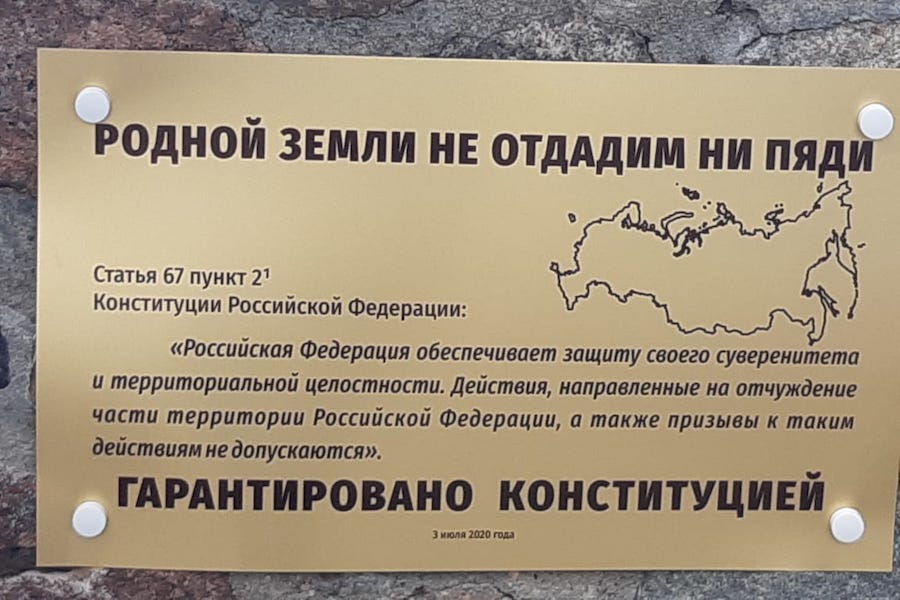 РОДНОЙ ЗЕМЛИ НЕ ОТДАДИМ НИ ПЯДИ
Статья 67 пункт 2¹
Конституции Российской Федерации:
«Российская Федерация обеспечивает защиту своего суверенитета
и территориальной целостности. Действия, направленные на отчуждение
части территории Российской Федерации, а также призывы к таким
действиям не допускаются».
ГАРАНТИРОВАНО КОНСТИТУЦИЕЙ
3 июля 2020 года